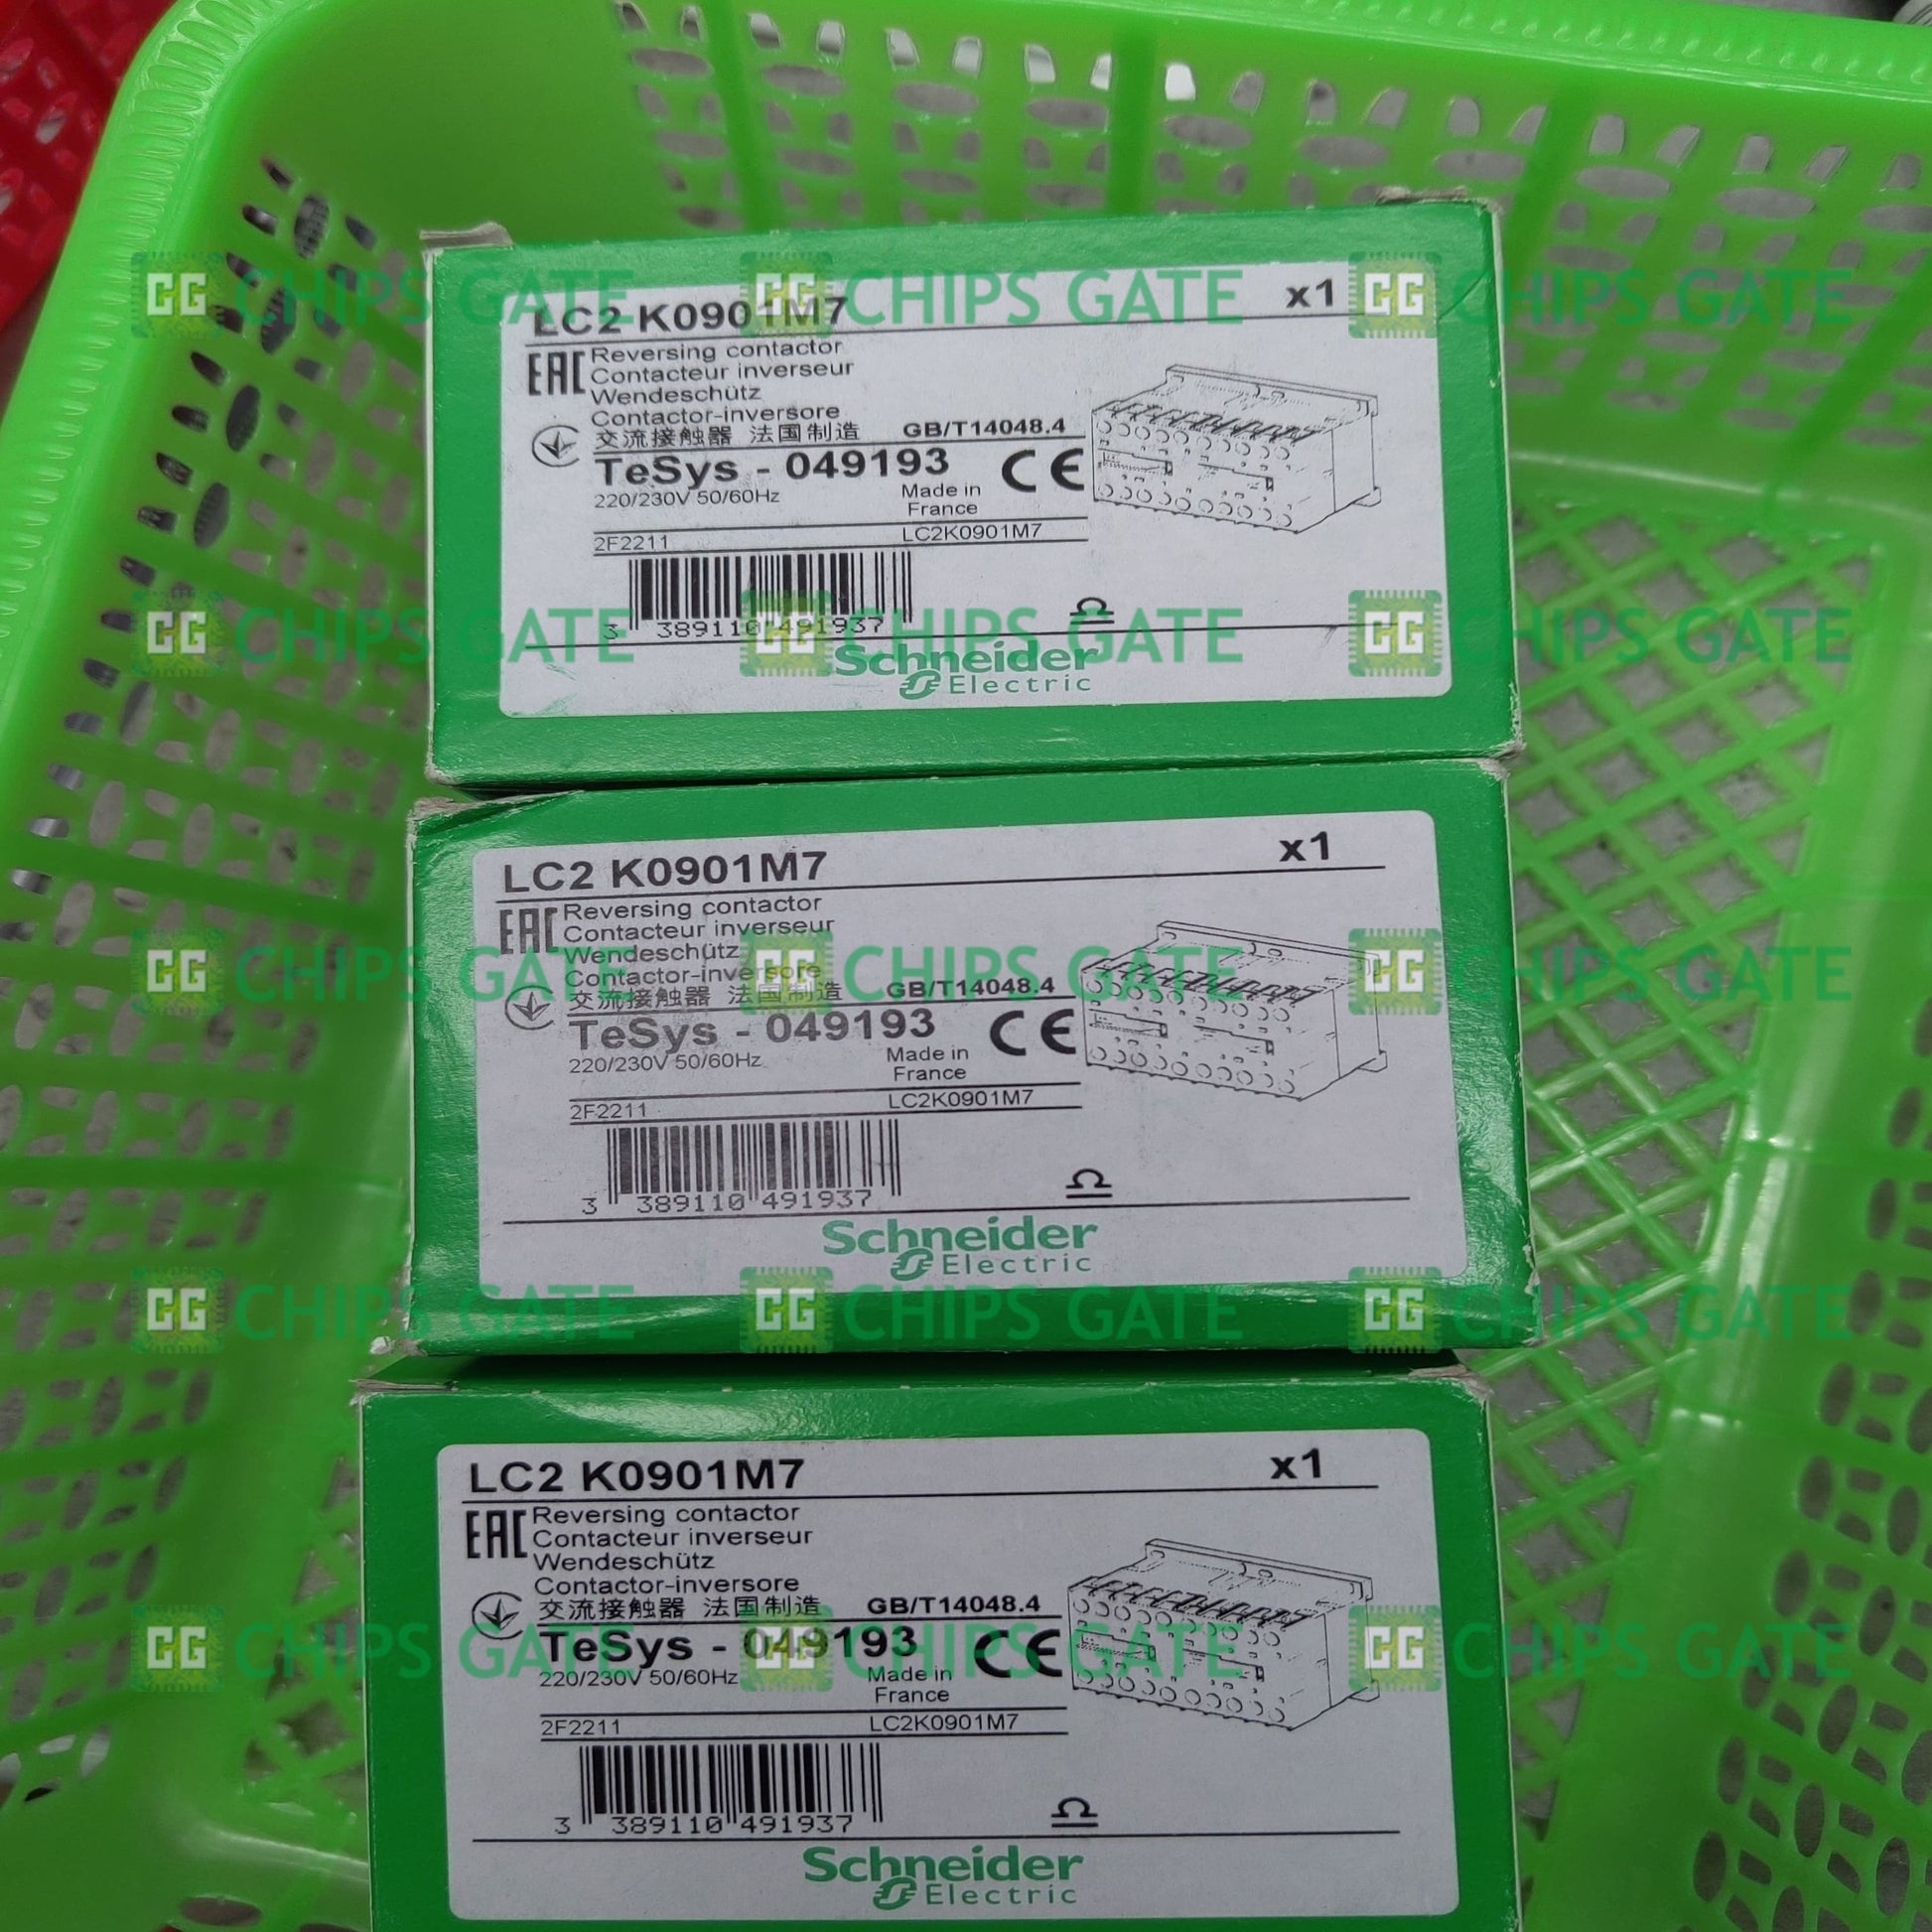 LC2 K0901M7 x1
EAC Reversing contactor
Contacteur inverseur
Wendeschütz
Contactor-inversore
交流接触器 法国制造 GB/T14048.4
TeSys - 049193 CE
220/230V 50/60Hz Made in
France
2F2211 LC2K0901M7
3 389110 491937
Schneider
Electric
LC2 K0901M7 x1
EAC Reversing contactor
Contacteur inverseur
Wendeschütz
Contactor-inversore
交流接触器 法国制造 GB/T14048.4
TeSys - 049193 CE
220/230V 50/60Hz Made in
France
2F2211 LC2K0901M7
3 389110 491937
Schneider
Electric
LC2 K0901M7 x1
EAC Reversing contactor
Contacteur inverseur
Wendeschütz
Contactor-inversore
交流接触器 法国制造 GB/T14048.4
TeSys - 049193 CE
220/230V 50/60Hz Made in
France
2F2211 LC2K0901M7
3 389110 491937
Schneider
Electric
CG CHIPS GATE CG CHIPS GATE CG CHIPS GATE
CG CHIPS GATE CG CHIPS GATE CG CHIPS GATE
CG CHIPS GATE CG CHIPS GATE CG CHIPS GATE
CG CHIPS GATE CG CHIPS GATE CG CHIPS GATE
CG CHIPS GATE CG CHIPS GATE CG CHIPS GATE